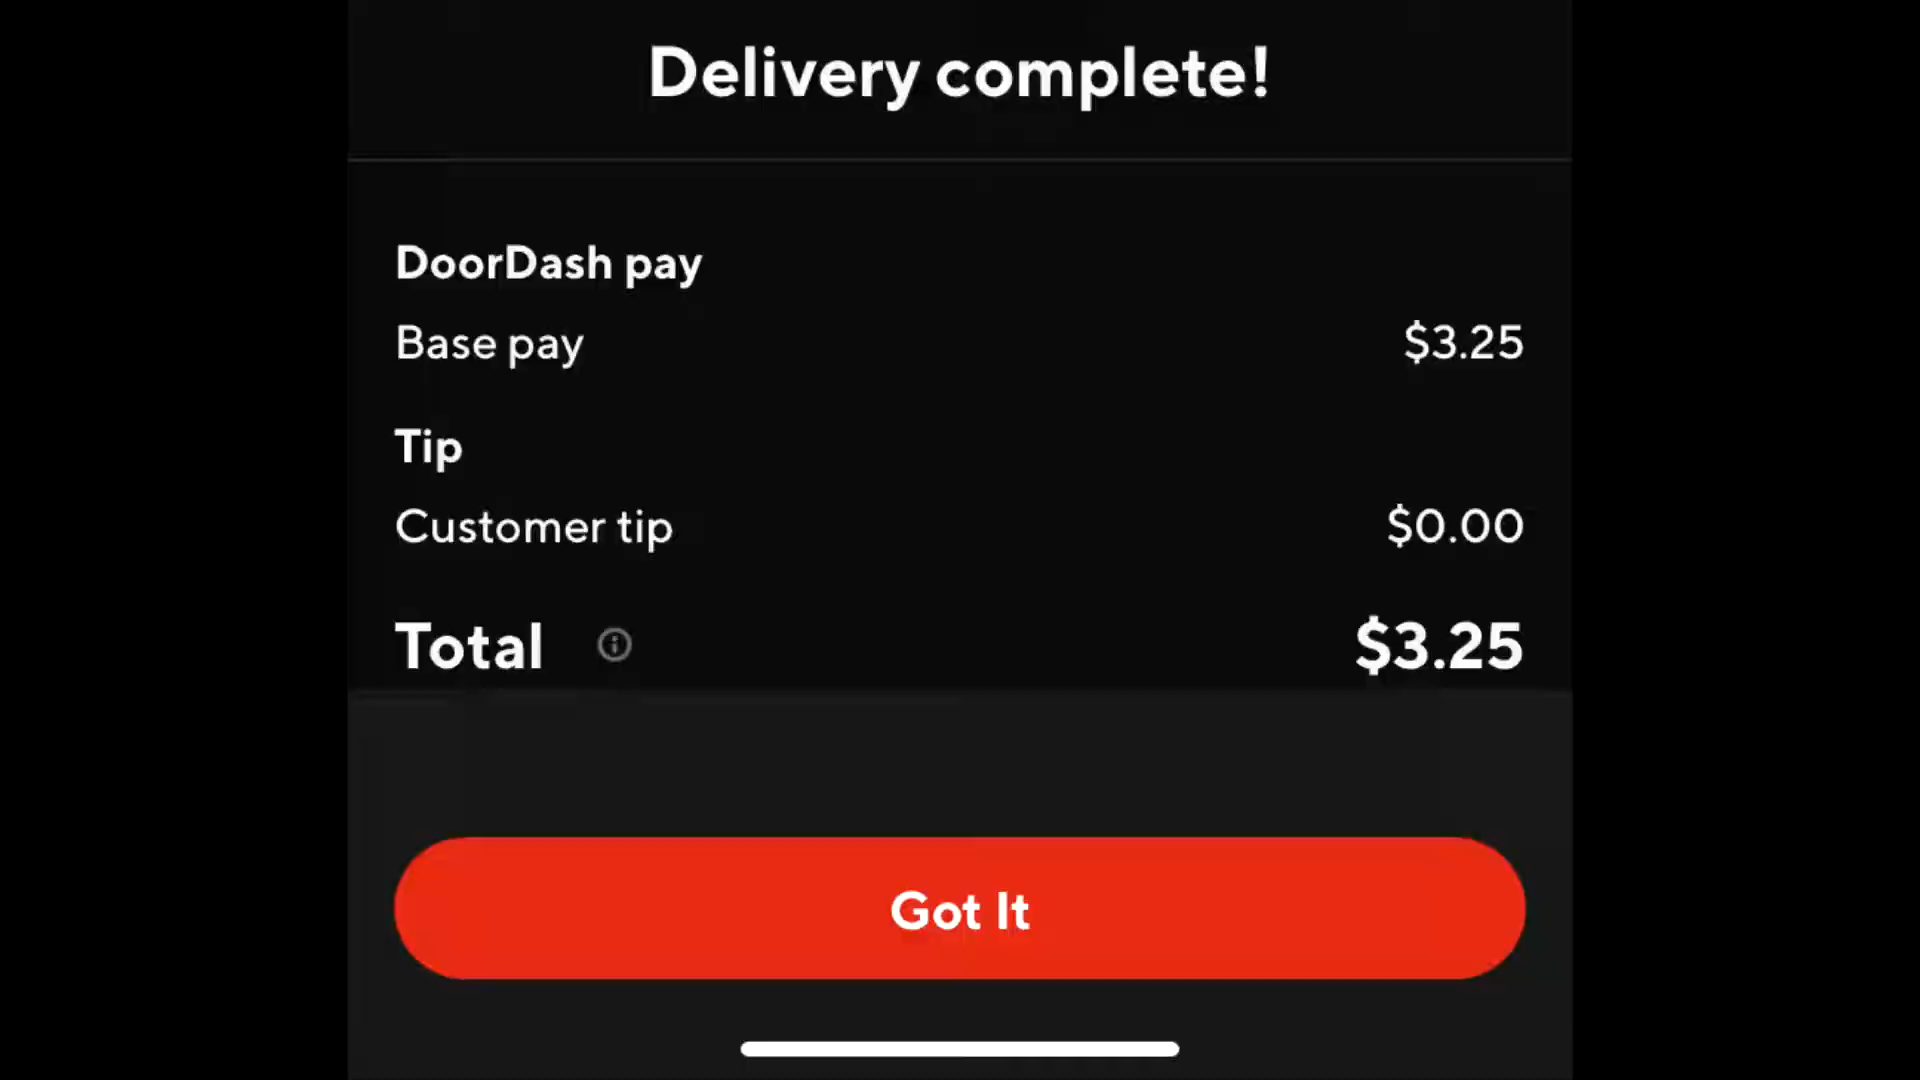 Delivery complete!
DoorDash pay
Base pay $3.25
Tip
Customer tip $0.00
Total $3.25
Got It